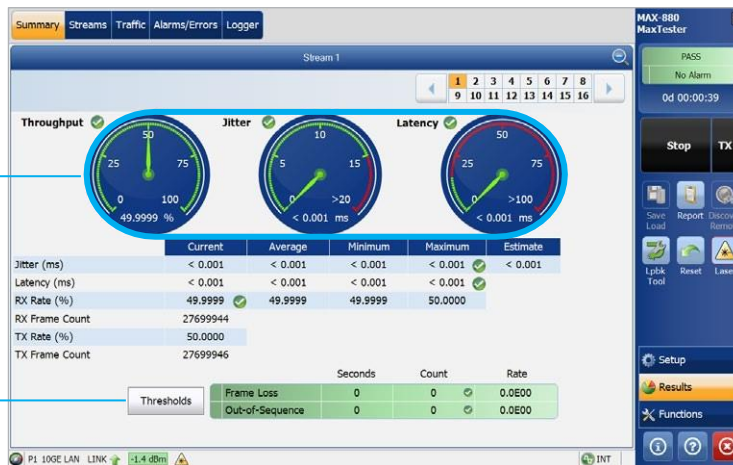 Summary Streams Traffic Alarms/Errors Logger
Stream 1
1 2 3 4 5 6 7 8
9 10 11 12 13 14 15 16
Throughput
0 25 50 75 100
49.9999 %
Jitter
0 5 10 15 >20
< 0.001 ms
Latency
0 25 50 75 >100
< 0.001 ms
Current Average Minimum Maximum Estimate
Jitter (ms) < 0.001 < 0.001 < 0.001 < 0.001 < 0.001
Latency (ms) < 0.001 < 0.001 < 0.001 < 0.001
RX Rate (%) 49.9999 49.9999 49.9999 50.0000
RX Frame Count 27699944
TX Rate (%) 50.0000
TX Frame Count 27699946
Seconds Count Rate
Thresholds
Frame Loss 0 0 0.0E00
Out-of-Sequence 0 0 0.0E00
P1 10GE LAN LINK -1.4 dBm
INT
MAX-880
MaxTester
PASS
No Alarm
0d 00:00:39
Stop TX
Save
Load
Report
Discov
Remo
Lpbk
Tool
Reset
Lase
Setup
Results
Functions